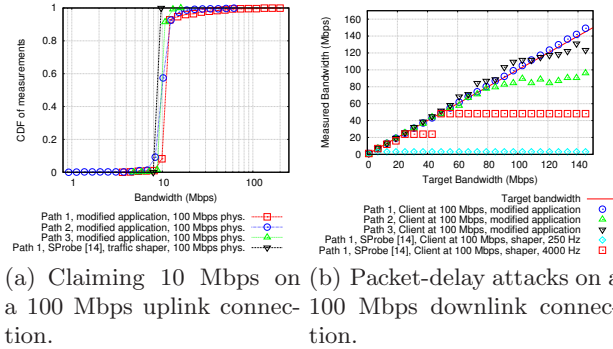 CDF of measurements
1
0.8
0.6
0.4
0.2
0
1
10
100
Bandwidth (Mbps)
Path 1, modified application, 100 Mbps phys.
Path 2, modified application, 100 Mbps phys.
Path 3, modified application, 100 Mbps phys.
Path 1, SProbe [14], traffic shaper, 100 Mbps phys.
(a) Claiming 10 Mbps on
a 100 Mbps uplink connec-
tion.
Measured Bandwidth (Mbps)
160
140
120
100
80
60
40
20
0
0 20 40 60 80 100 120 140
Target Bandwidth (Mbps)
Target bandwidth
Path 1, Client at 100 Mbps, modified application
Path 2, Client at 100 Mbps, modified application
Path 3, Client at 100 Mbps, modified application
Path 1, SProbe [14], Client at 100 Mbps, shaper, 250 Hz
Path 1, SProbe [14], Client at 100 Mbps, shaper, 4000 Hz
(b) Packet-delay attacks on a
100 Mbps downlink connec-
tion.